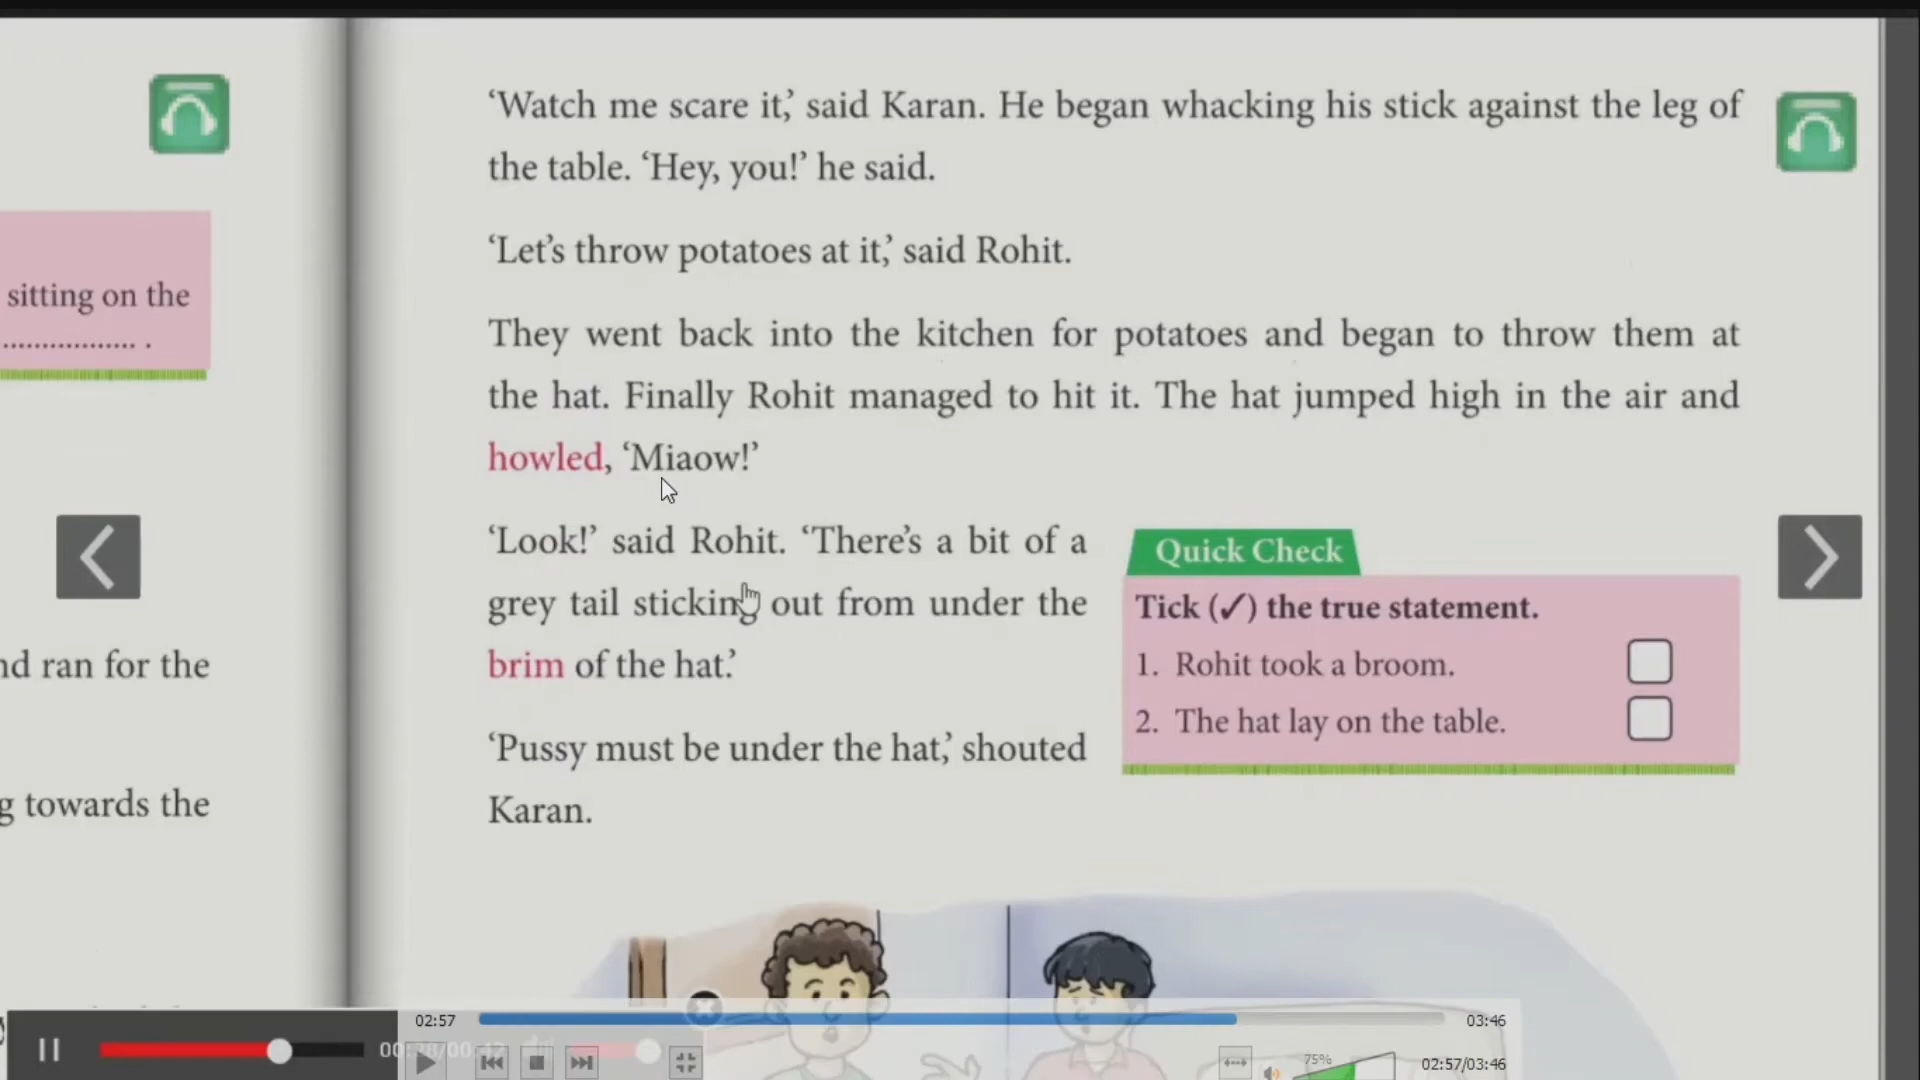 ‘Watch me scare it,’ said Karan. He began whacking his stick against the leg of
the table. ‘Hey, you!’ he said.
‘Let’s throw potatoes at it,’ said Rohit.
sitting on the
................. .
They went back into the kitchen for potatoes and began to throw them at
the hat. Finally Rohit managed to hit it. The hat jumped high in the air and
howled, ‘Miaow!’
‘Look!’ said Rohit. ‘There’s a bit of a
grey tail sticking out from under the
brim of the hat.’
‘Pussy must be under the hat,’ shouted
Karan.
Quick Check
Tick (✓) the true statement.
1. Rohit took a broom.
2. The hat lay on the table.
ran for the
towards the
02:57
03:46
75%
02:57/03:46